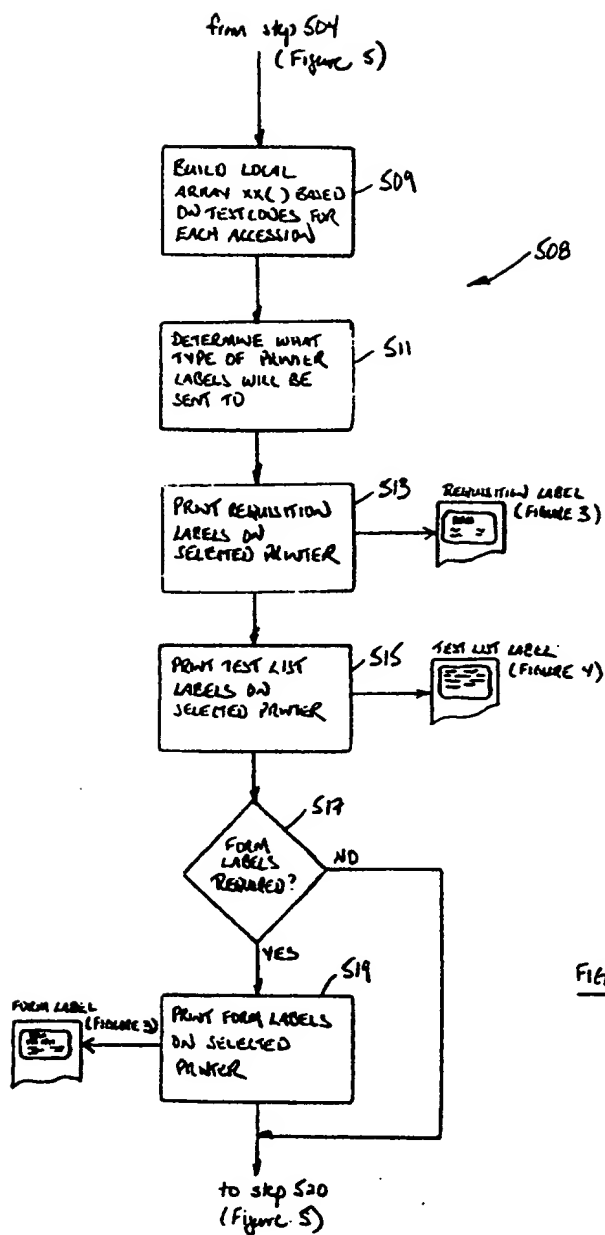 from step 504
(Figure 5)
BUILD LOCAL
ARRAY XX() BASED
ON TESTCODES FOR
EACH ACCESSION
509
508
DETERMINE WHAT
TYPE OF PRINTER
LABELS WILL BE
SENT TO
511
PRINT REQUISITION
LABELS ON
SELECTED PRINTER
513
REQUISITION LABEL
(FIGURE 3)
PRINT TEST LIST
LABELS ON
SELECTED PRINTER
515
TEST LIST LABEL
(FIGURE 4)
517
FORM
LABELS
REQUIRED?
NO
YES
519
FORM LABEL
(FIGURE 3)
PRINT FORM LABELS
ON SELECTED
PRINTER
FIG
to step 520
(Figure 5)